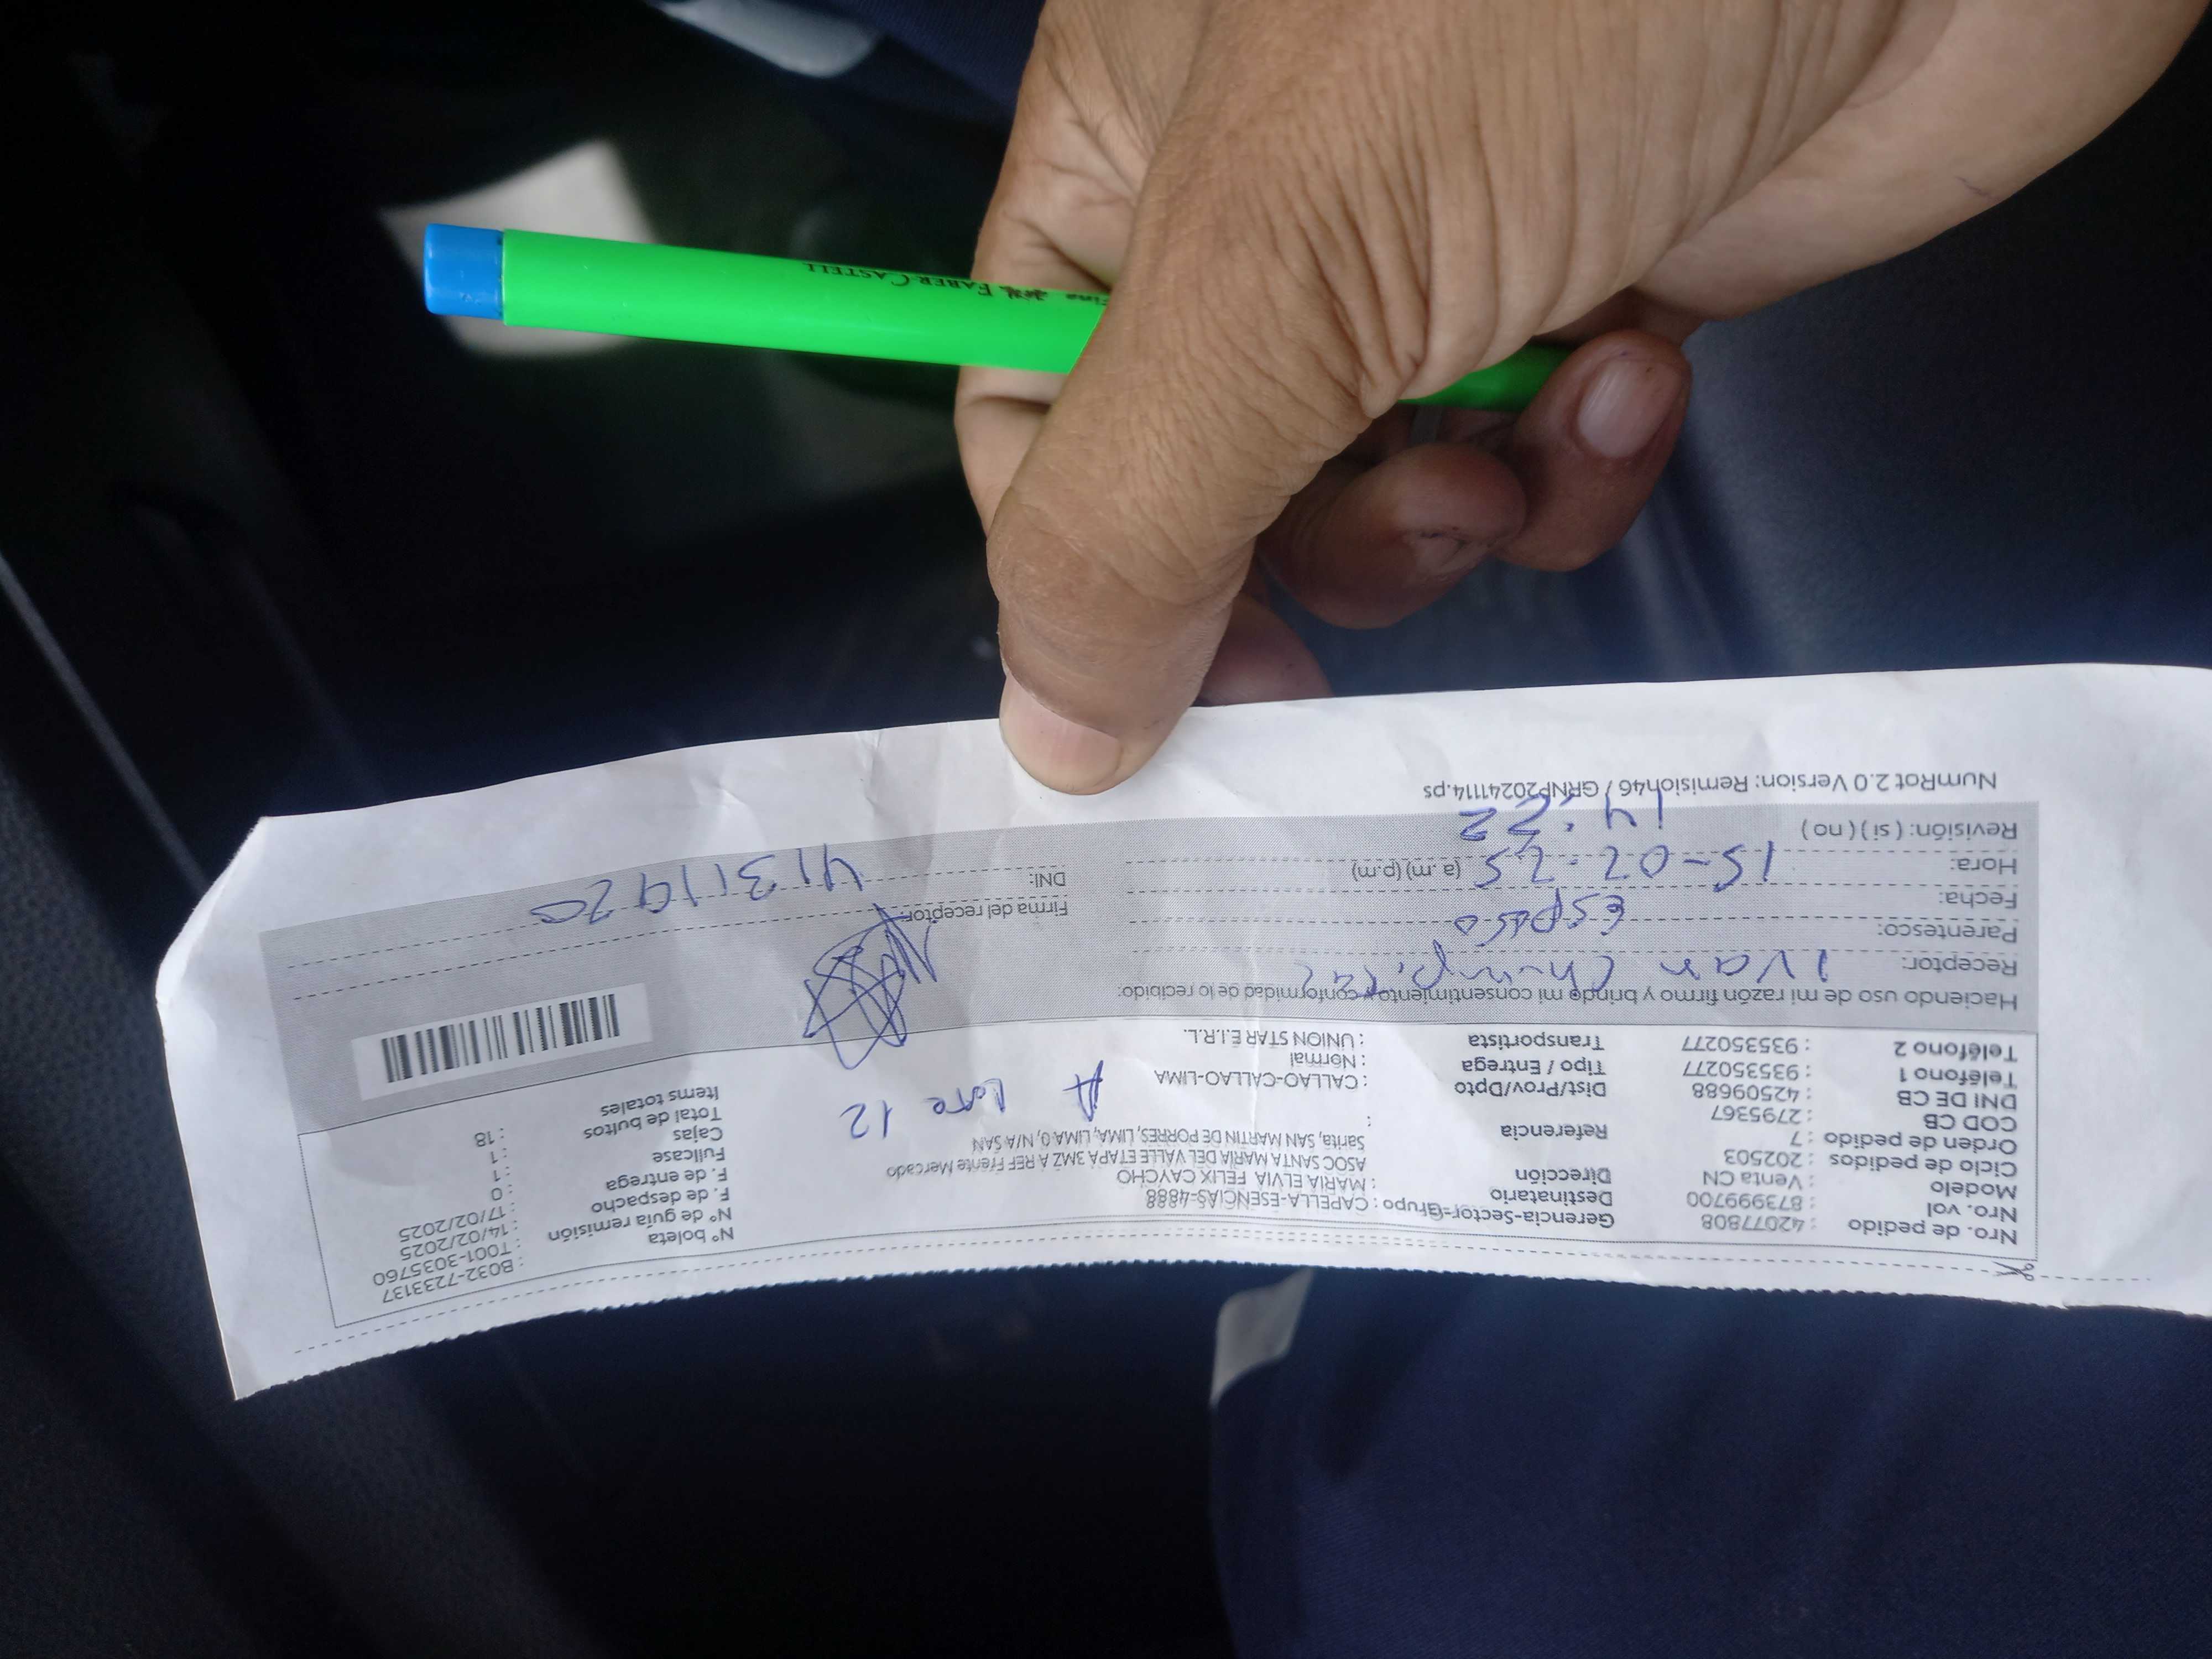 FABER CASTELL
Nro. de pedido : 42077808
Nro. vol : 873999700
Modelo : Venta CN
Ciclo de pedidos : 202503
Orden de pedido : 7
COD CB : 2795367
DNI DE CB : 42509688
Teléfono 1 : 935350277
Teléfono 2 : 935350277
Gerencia-Sector-Grupo : CAPELLA-ESENCIAS-4888
Destinatario : MARIA ELVIA FELIX CAYCHO
Dirección : ASOC SANTA MARIA DEL VALLE ETAPA 3MZ A REF Frente Mercado
Sarita, SAN MARTIN DE PORRES, LIMA, LIMA 0, N/A SAN
Referencia :
A Lote 12
Dist/Prov/Dpto : CALLAO-CALLAO-LIMA
Tipo / Entrega : Normal
Transportista : UNION STAR E.I.R.L.
N° boleta : B032-7233137
N° de guía remisión : T001-3035760
F. de despacho : 14/02/2025
F. de entrega : 17/02/2025
Fullcase : 0
Cajas : 1
Total de bultos : 1
Items totales : 18
Haciendo uso de mi razón firmo y brindo mi consentimiento y conformidad de lo recibido:
Receptor: Ivan
Parentesco: Esposo
Fecha: 15-02-25
Hora: (a.m) (p.m)
14:22
Revisión: ( si ) ( no )
Firma del receptor
DNI: 41311920
NumRot 2.0 Version: Remision46 / GRNP20241114.ps